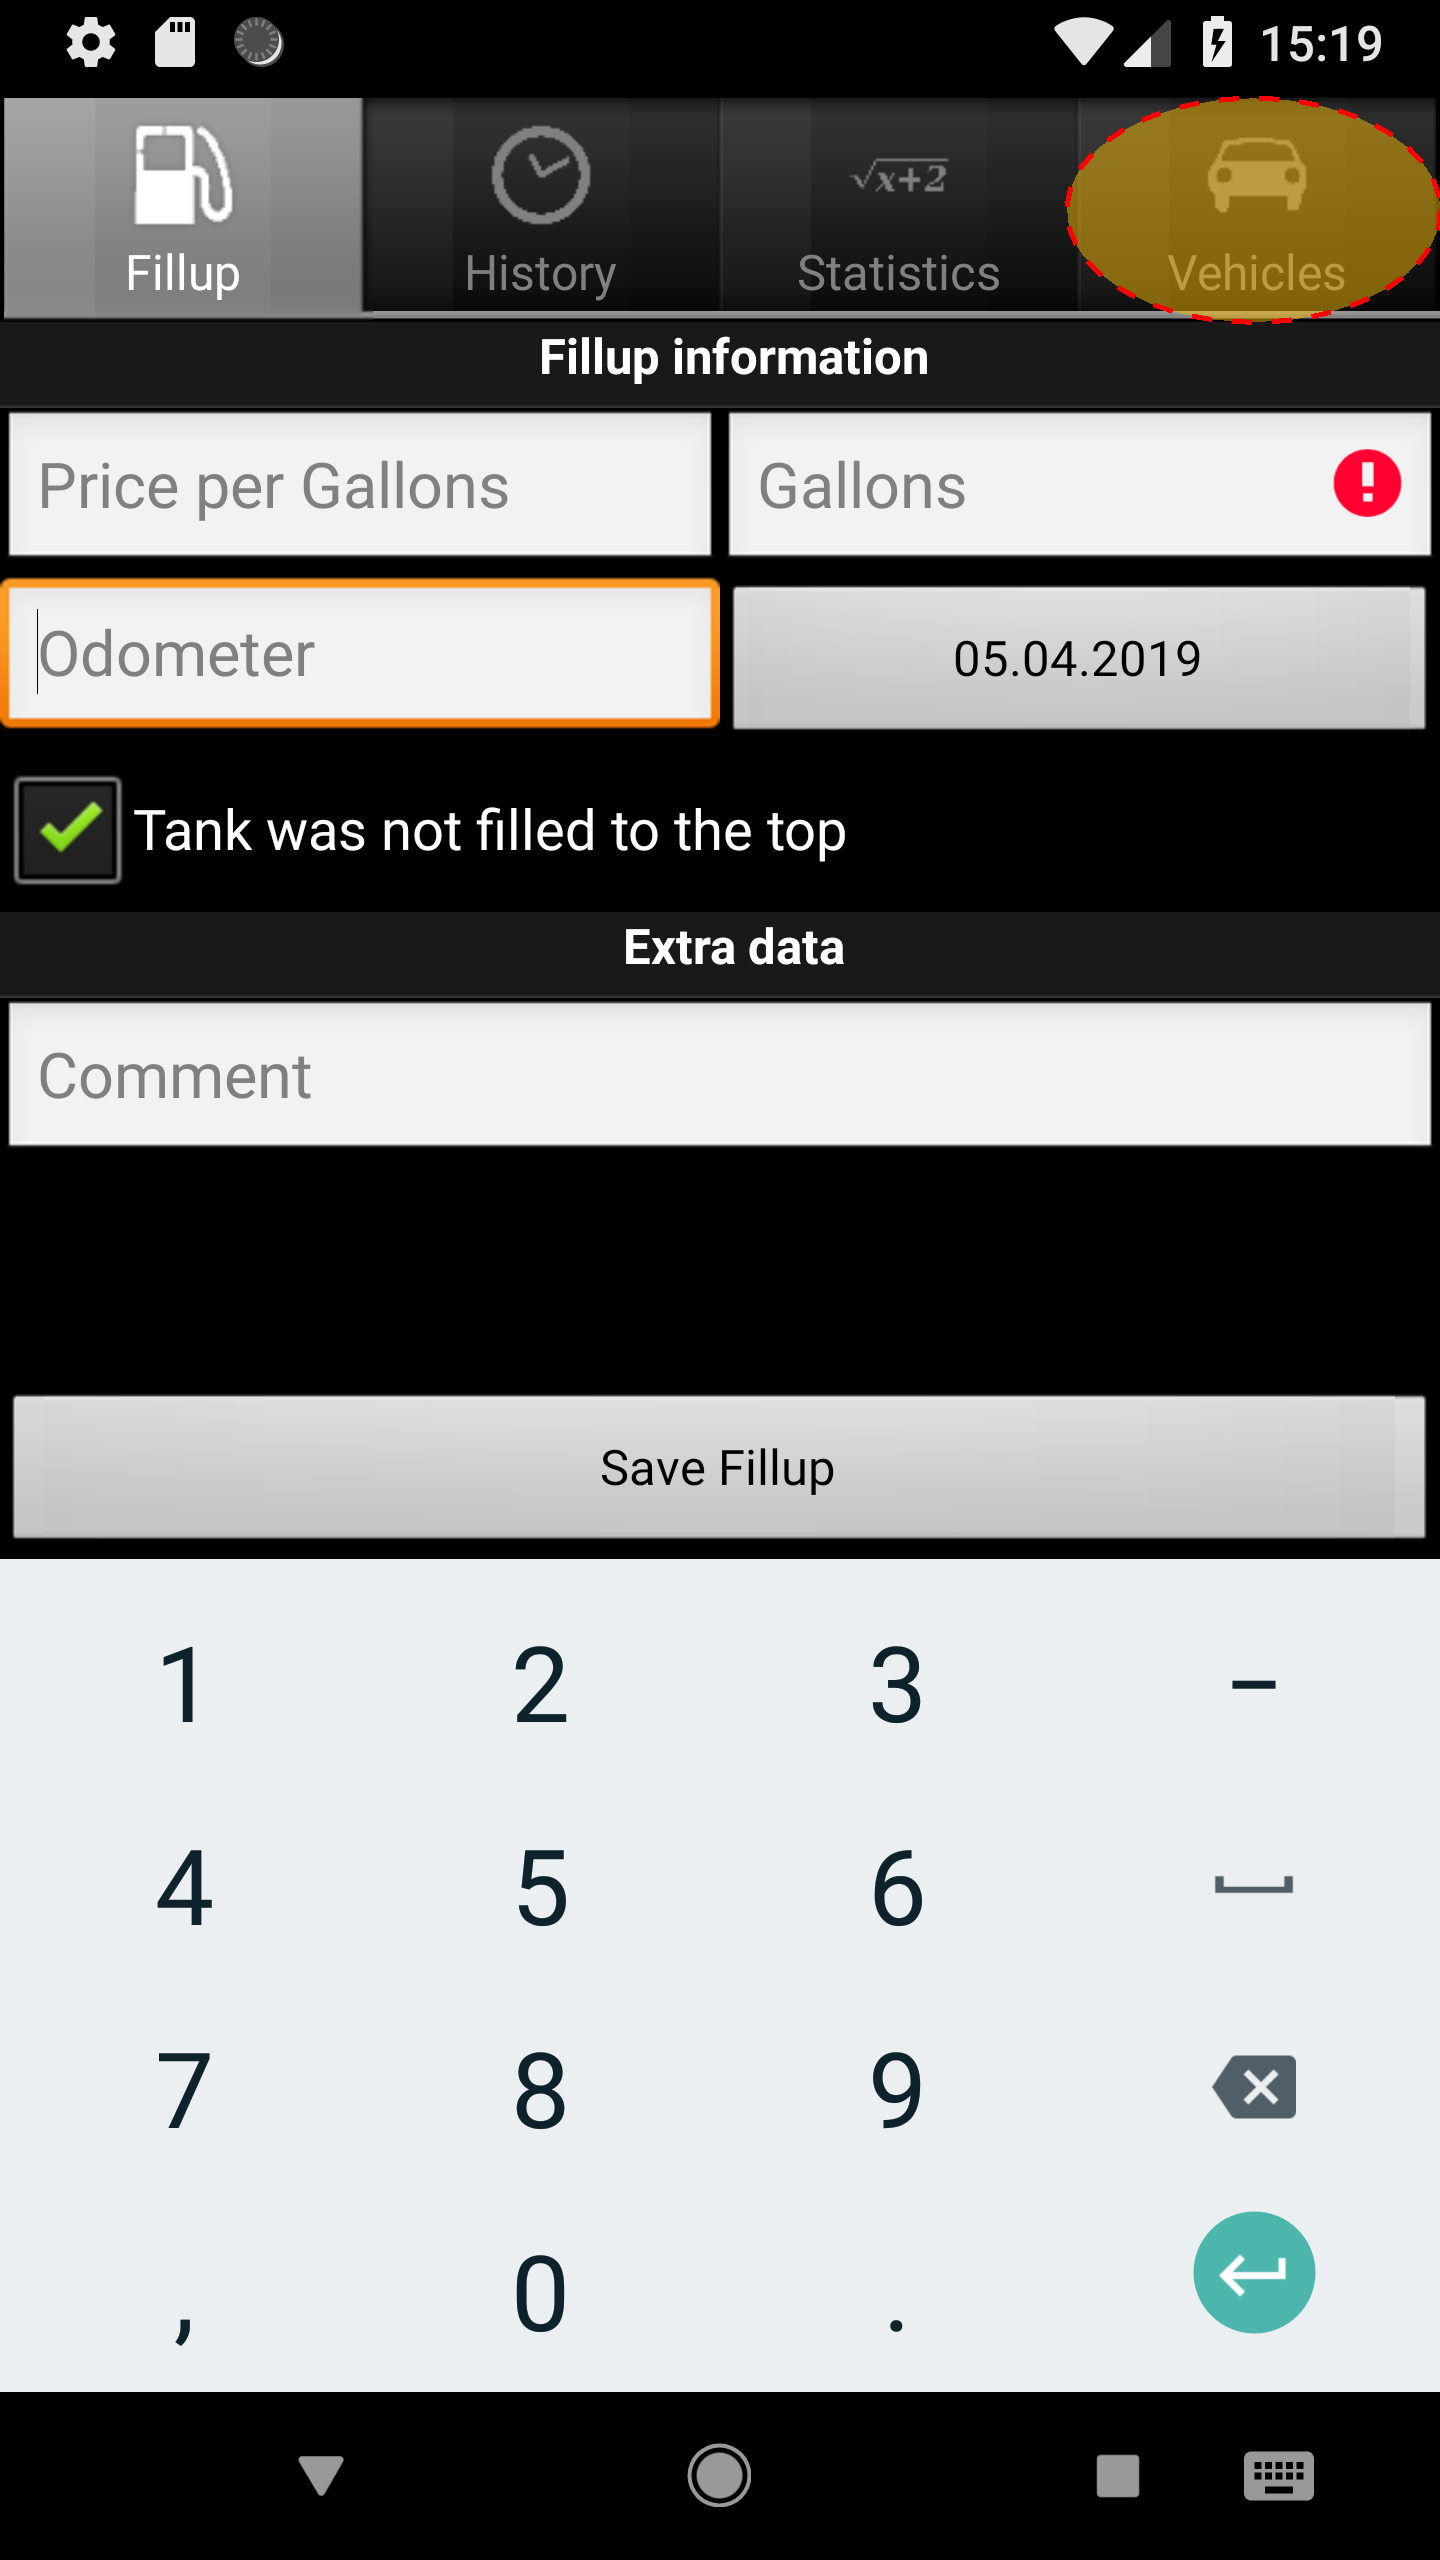 15:19
Fillup
History
√x+2
Statistics
Vehicles
Fillup information
Price per Gallons
Gallons
Odometer
05.04.2019
Tank was not filled to the top
Extra data
Comment
Save Fillup
1 2 3 -
4 5 6
7 8 9
, 0 .